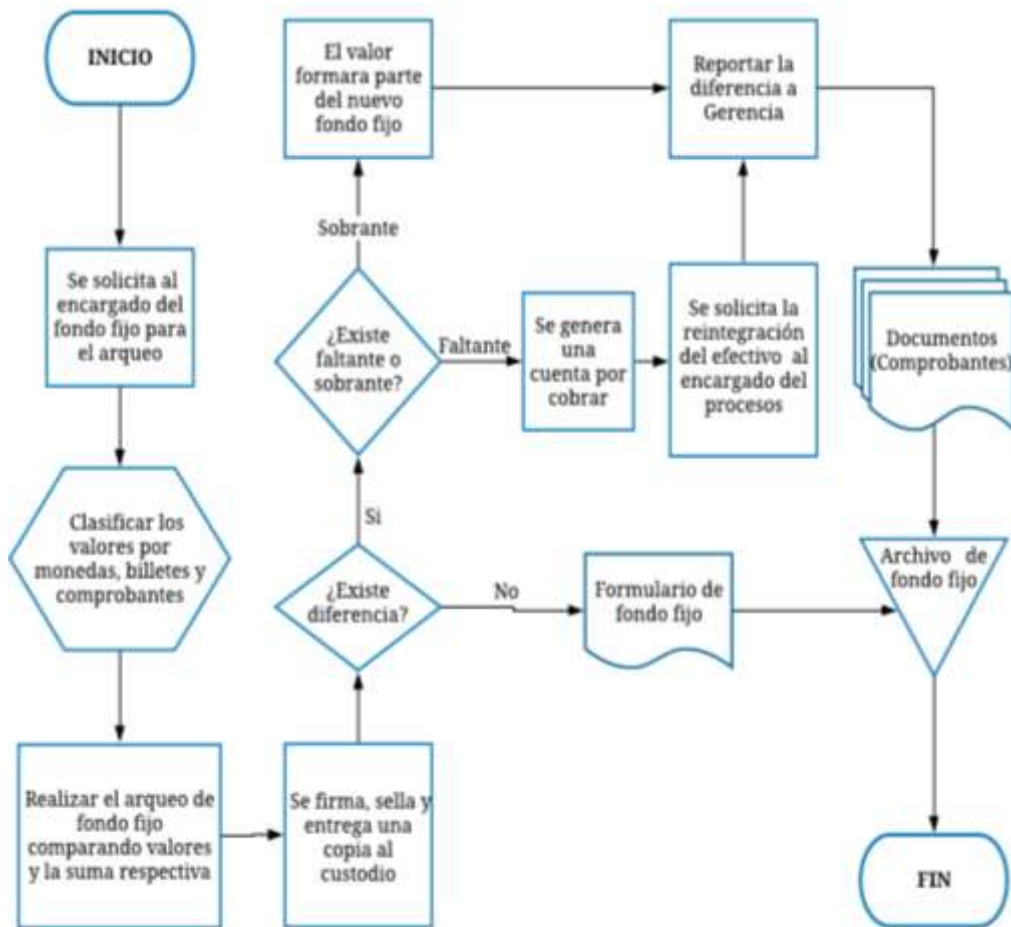 INICIO
Se solicita al
encargado del
fondo fijo para
el arqueo
Clasificar los
valores por
monedas, billetes y
comprobantes
Realizar el arqueo de
fondo fijo
comparando valores
y la suma respectiva
Se firma, sella y
entrega una
copia al
custodio
¿Existe
diferencia?
Si
No
¿Existe
faltante o
sobrante?
Sobrante
Faltante
El valor
formara parte
del nuevo
fondo fijo
Se genera
una
cuenta por
cobrar
Se solicita la
reintegración
del efectivo al
encargado del
procesos
Reportar la
diferencia a
Gerencia
Documentos
(Comprobantes)
Formulario de
fondo fijo
Archivo de
fondo fijo
FIN